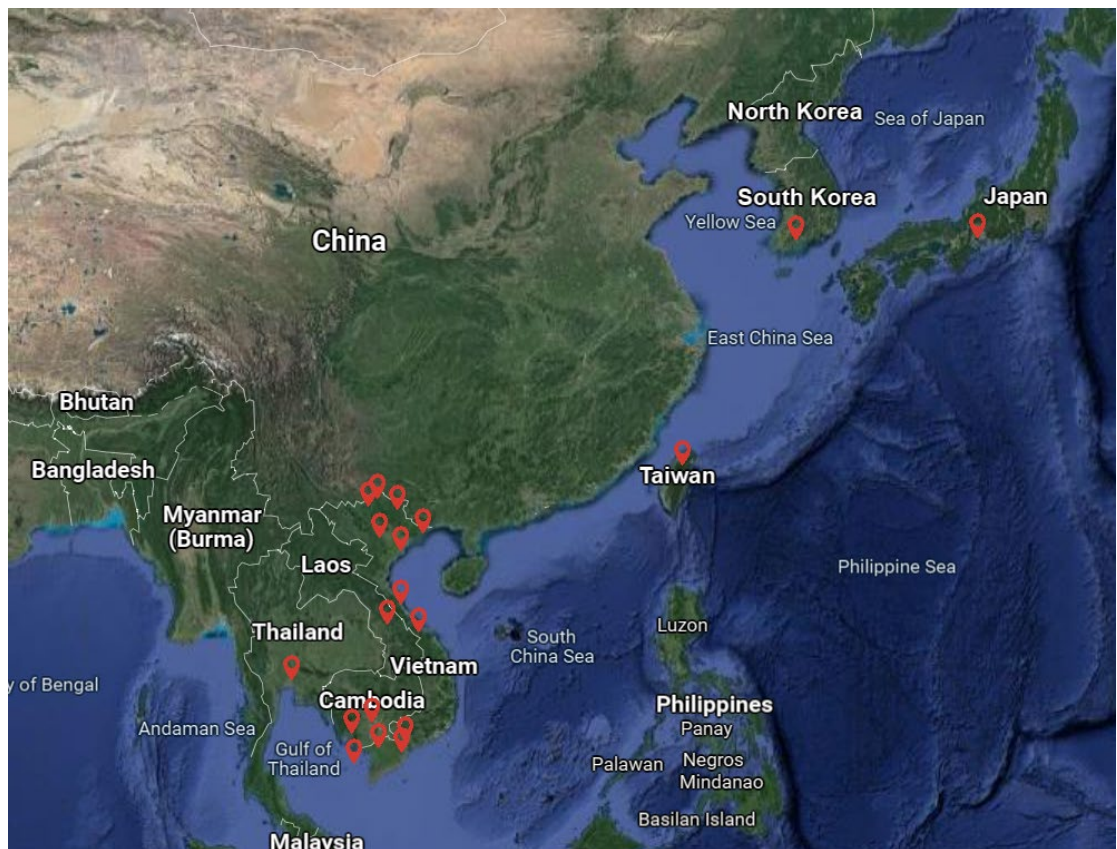 North Korea
Sea of Japan
South Korea
Japan
Yellow Sea
China
East China Sea
Bhutan
Bangladesh
Taiwan
Myanmar
(Burma)
Laos
Philippine Sea
Thailand
Luzon
South
China Sea
Vietnam
y of Bengal
Cambodia
Philippines
Andaman Sea
Panay
Gulf of
Thailand
Palawan
Negros
Mindanao
Basilan Island
Malaysia